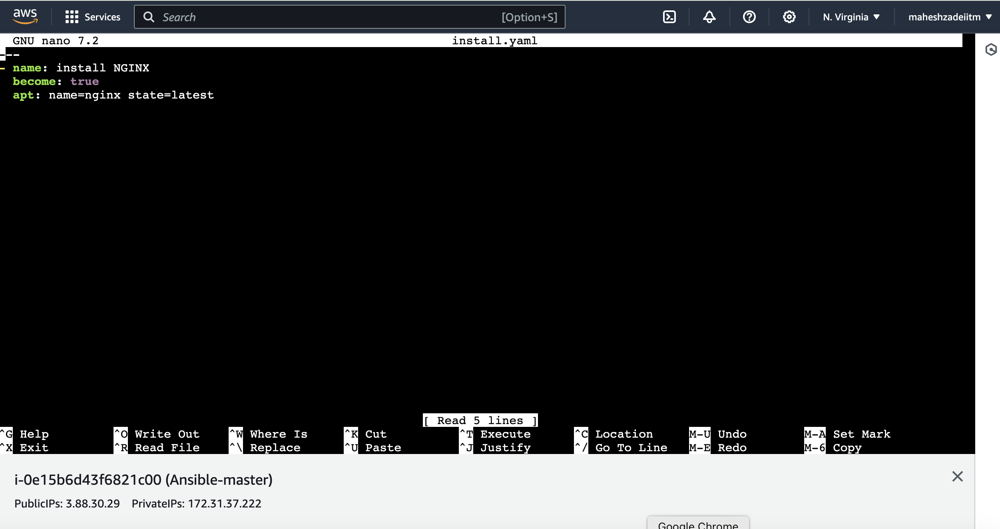 aws Services Search [Option+S] N. Virginia maheshzadeiitm
GNU nano 7.2 install.yaml
---
- name: install NGINX
become: true
apt: name=nginx state=latest
[ Read 5 lines ]
^G Help ^O Write Out ^W Where Is ^K Cut ^T Execute ^C Location M-U Undo M-A Set Mark
^X Exit ^R Read File ^\ Replace ^U Paste ^J Justify ^/ Go To Line M-E Redo M-6 Copy
i-0e15b6d43f6821c00 (Ansible-master)
PublicIPs: 3.88.30.29 PrivateIPs: 172.31.37.222
Google Chrome